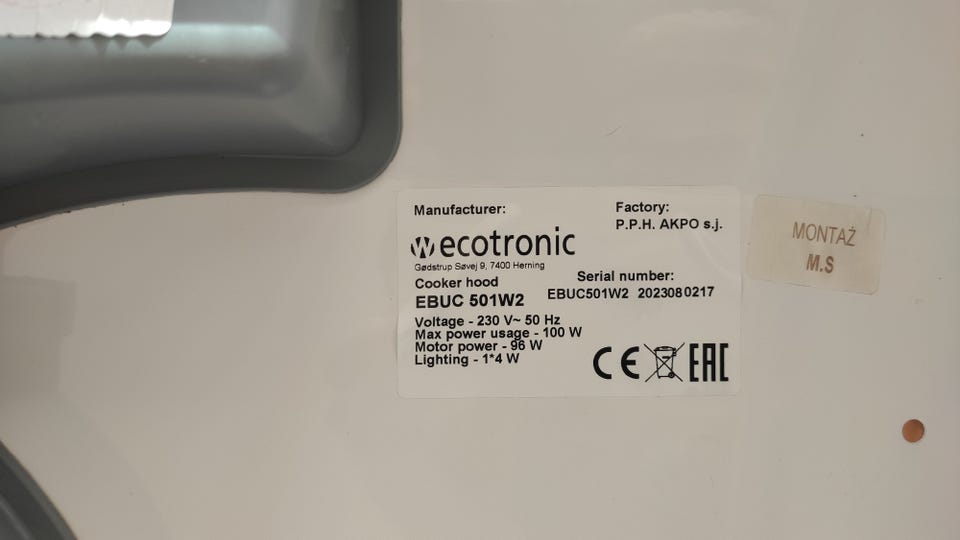 Manufacturer:
Factory:
P.P.H. AKPO s.j.
wecotronic
Gødstrup Søvej 9, 7400 Herning
Cooker hood
Serial number:
EBUC 501W2
EBUC501W2 2023080217
Voltage - 230 V~ 50 Hz
Max power usage - 100 W
Motor power - 96 W
Lighting - 1*4 W
CE
EAC
MONTAŻ
M.S